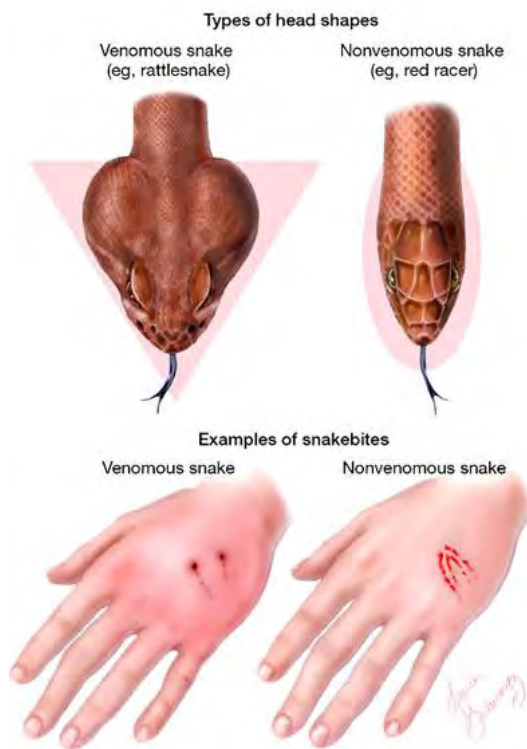 Types of head shapes
Venomous snake
(eg, rattlesnake)
Nonvenomous snake
(eg, red racer)
Examples of snakebites
Venomous snake
Nonvenomous snake